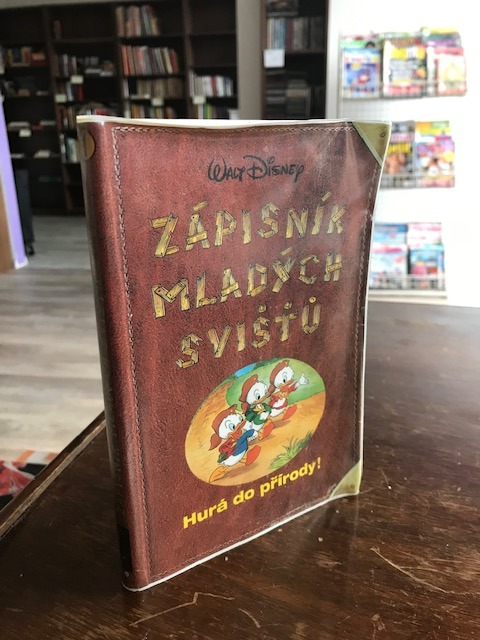 Walt Disney
ZÁPISNÍK
MLADÝCH
SVIŠŤŮ
Hurá do přírody!